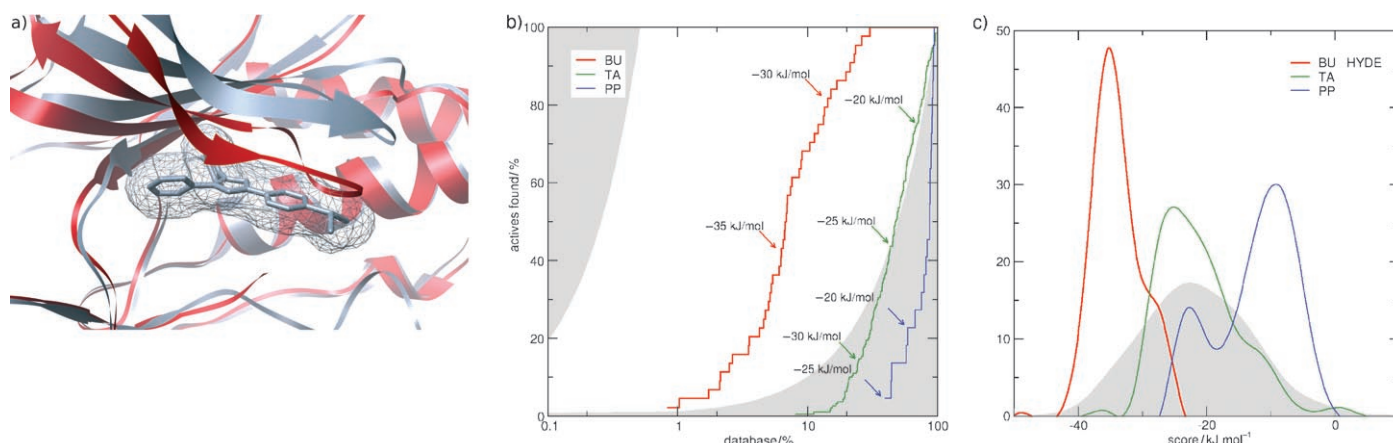 a)
b)
100
80
60
40
20
0
actives found/%
BU
TA
PP
−30 kJ/mol
−20 kJ/mol
−35 kJ/mol
−25 kJ/mol
−20 kJ/mol
−30 kJ/mol
−25 kJ/mol
0.1 1 10 100
database/%
c)
50
40
30
20
10
0
BU HYDE
TA
PP
-40 -20 0
score/kJ mol⁻¹